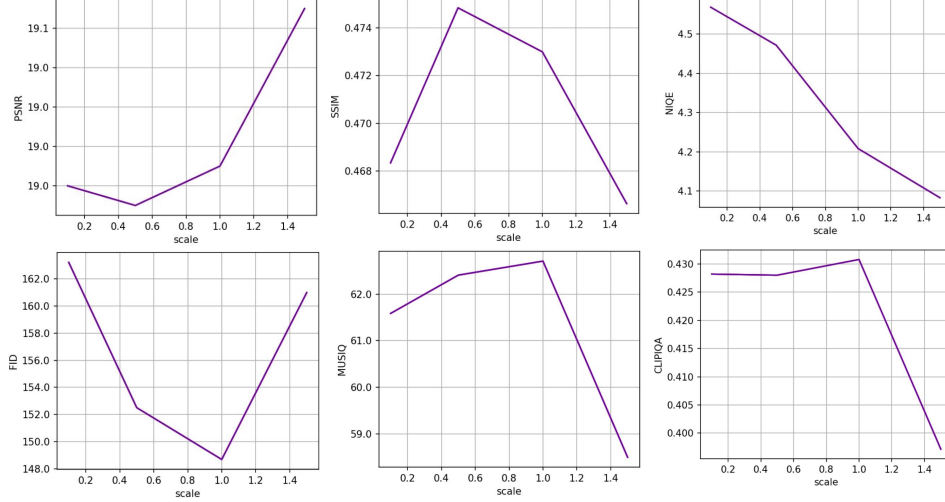 PSNR
19.1
19.0
19.0
19.0
19.0
0.2 0.4 0.6 0.8 1.0 1.2 1.4
scale
SSIM
0.474
0.472
0.470
0.468
0.2 0.4 0.6 0.8 1.0 1.2 1.4
scale
NIQE
4.5
4.4
4.3
4.2
4.1
0.2 0.4 0.6 0.8 1.0 1.2 1.4
scale
FID
162.0
160.0
158.0
156.0
154.0
152.0
150.0
148.0
0.2 0.4 0.6 0.8 1.0 1.2 1.4
scale
MUSIQ
62.0
61.0
60.0
59.0
0.2 0.4 0.6 0.8 1.0 1.2 1.4
scale
CLIPIQA
0.430
0.425
0.420
0.415
0.410
0.405
0.400
0.2 0.4 0.6 0.8 1.0 1.2 1.4
scale